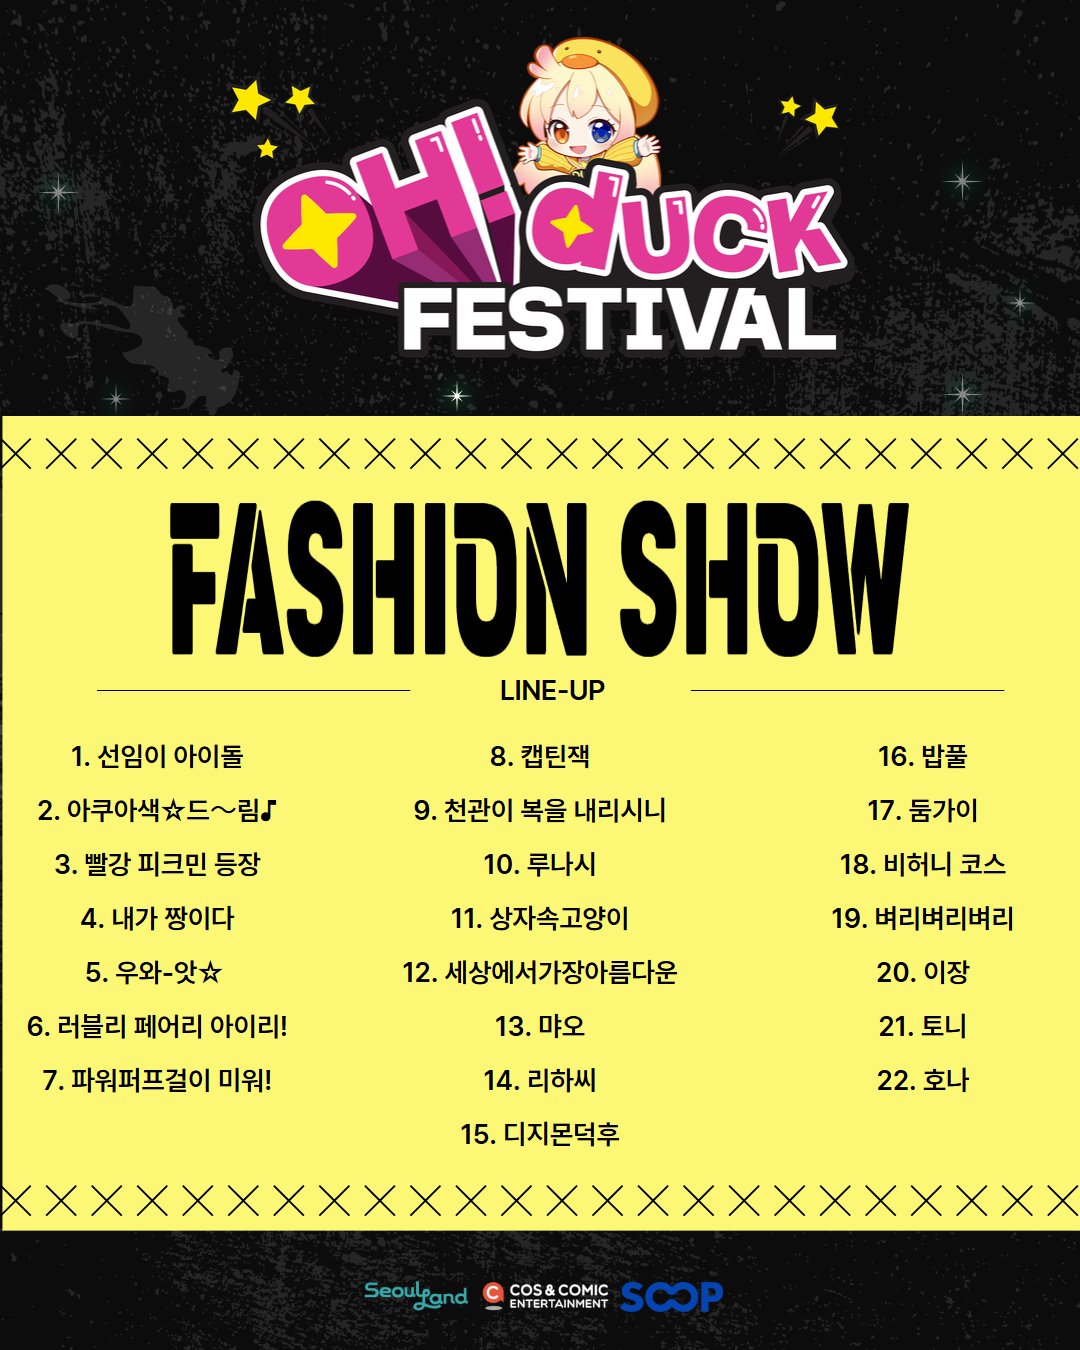 OH! duck
FESTIVAL
FASHION SHOW
LINE-UP
1. 선임이 아이돌
2. 아쿠아색☆드～림♪
3. 빨강 피크민 등장
4. 내가 짱이다
5. 우와-앗☆
6. 러블리 페어리 아이리!
7. 파워퍼프걸이 미워!
8. 캡틴잭
9. 천관이 복을 내리시니
10. 루나시
11. 상자속고양이
12. 세상에서가장아름다운
13. 먀오
14. 리하씨
15. 디지몬덕후
16. 밥풀
17. 둠가이
18. 비허니 코스
19. 벼리벼리벼리
20. 이장
21. 토니
22. 호나
SeoulLand
COS & COMIC
ENTERTAINMENT
SOOP